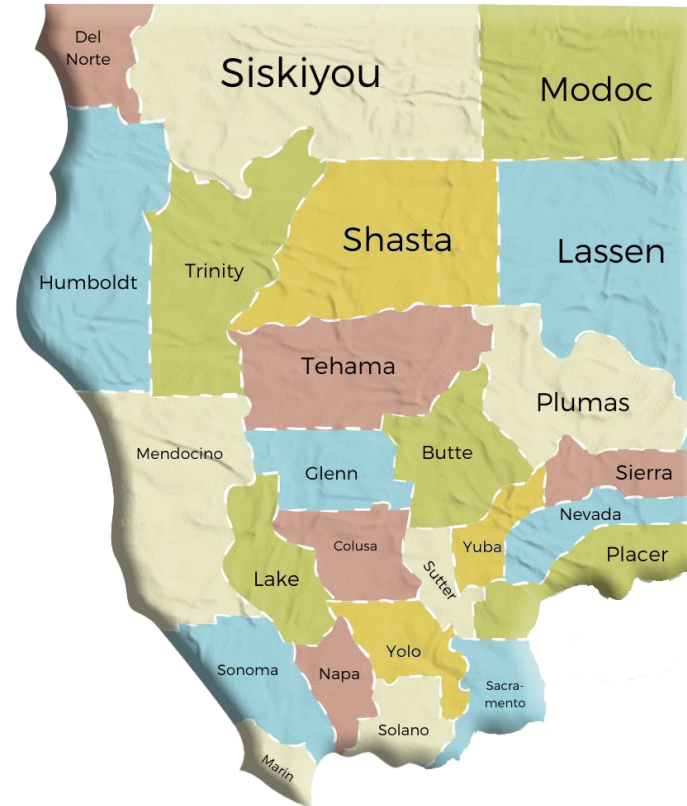 Del
Norte
Siskiyou
Modoc
Humboldt
Trinity
Shasta
Lassen
Tehama
Plumas
Mendocino
Glenn
Butte
Sierra
Nevada
Colusa
Yuba
Placer
Lake
Sutter
Sonoma
Napa
Yolo
Sacra-
mento
Solano
Marin